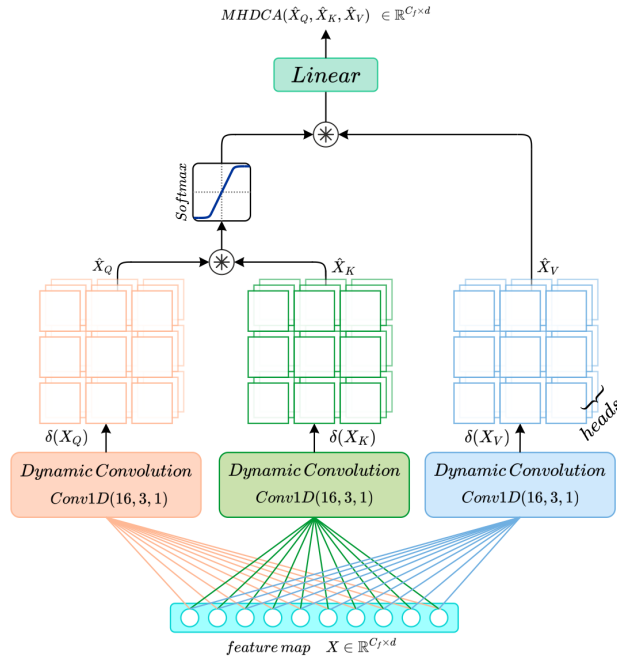 MHDCA(X̂_Q, X̂_K, X̂_V) ∈ ℝ^{C_f×d}
Linear
Softmax
X̂_Q
X̂_K
X̂_V
heads
δ(X_Q)
δ(X_K)
δ(X_V)
Dynamic Convolution
Conv1D(16, 3, 1)
Dynamic Convolution
Conv1D(16, 3, 1)
Dynamic Convolution
Conv1D(16, 3, 1)
feature map X ∈ ℝ^{C_f×d}